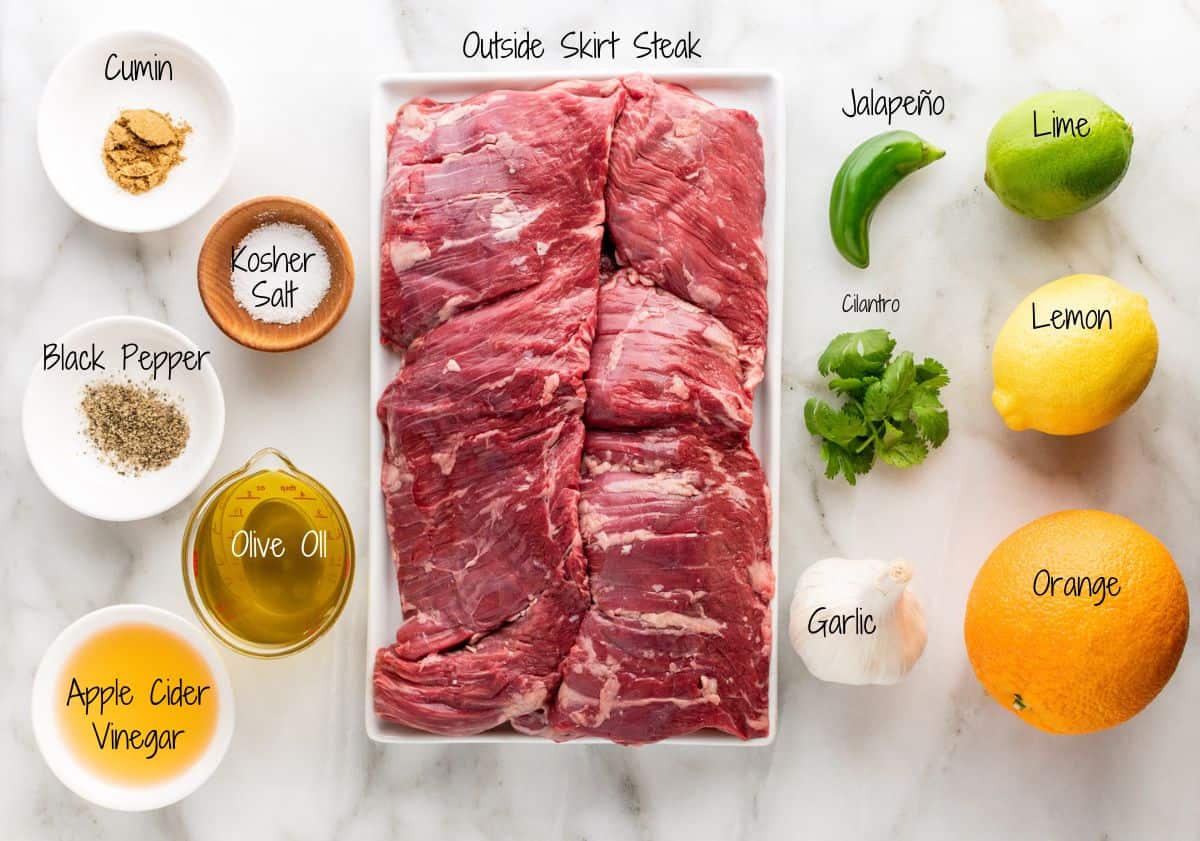 Outside Skirt Steak
Cumin
Kosher
Salt
Black Pepper
Olive Oil
Apple Cider
Vinegar
Jalapeño
Lime
Cilantro
Lemon
Garlic
Orange